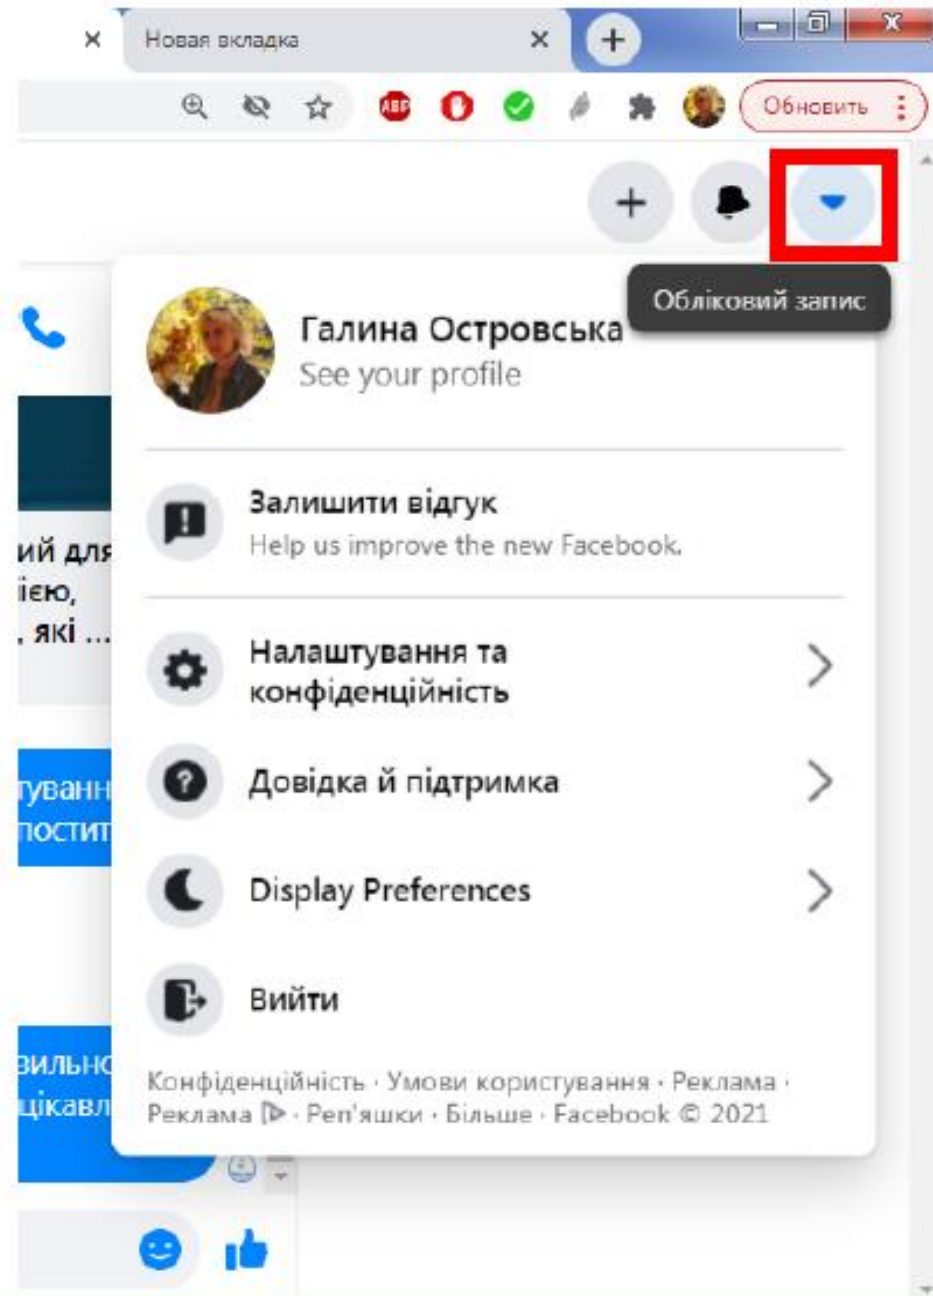 Новая вкладка
ABP
Обновить
Обліковий запис
Галина Островська
See your profile
Залишити відгук
Help us improve the new Facebook.
ий для
ією,
, які ...
Налаштування та
конфіденційність
Довідка й підтримка
туванн
постит
Display Preferences
Вийти
вильно
цікавл
Конфіденційність · Умови користування · Реклама ·
Реклама · Реп'яшки · Більше · Facebook © 2021